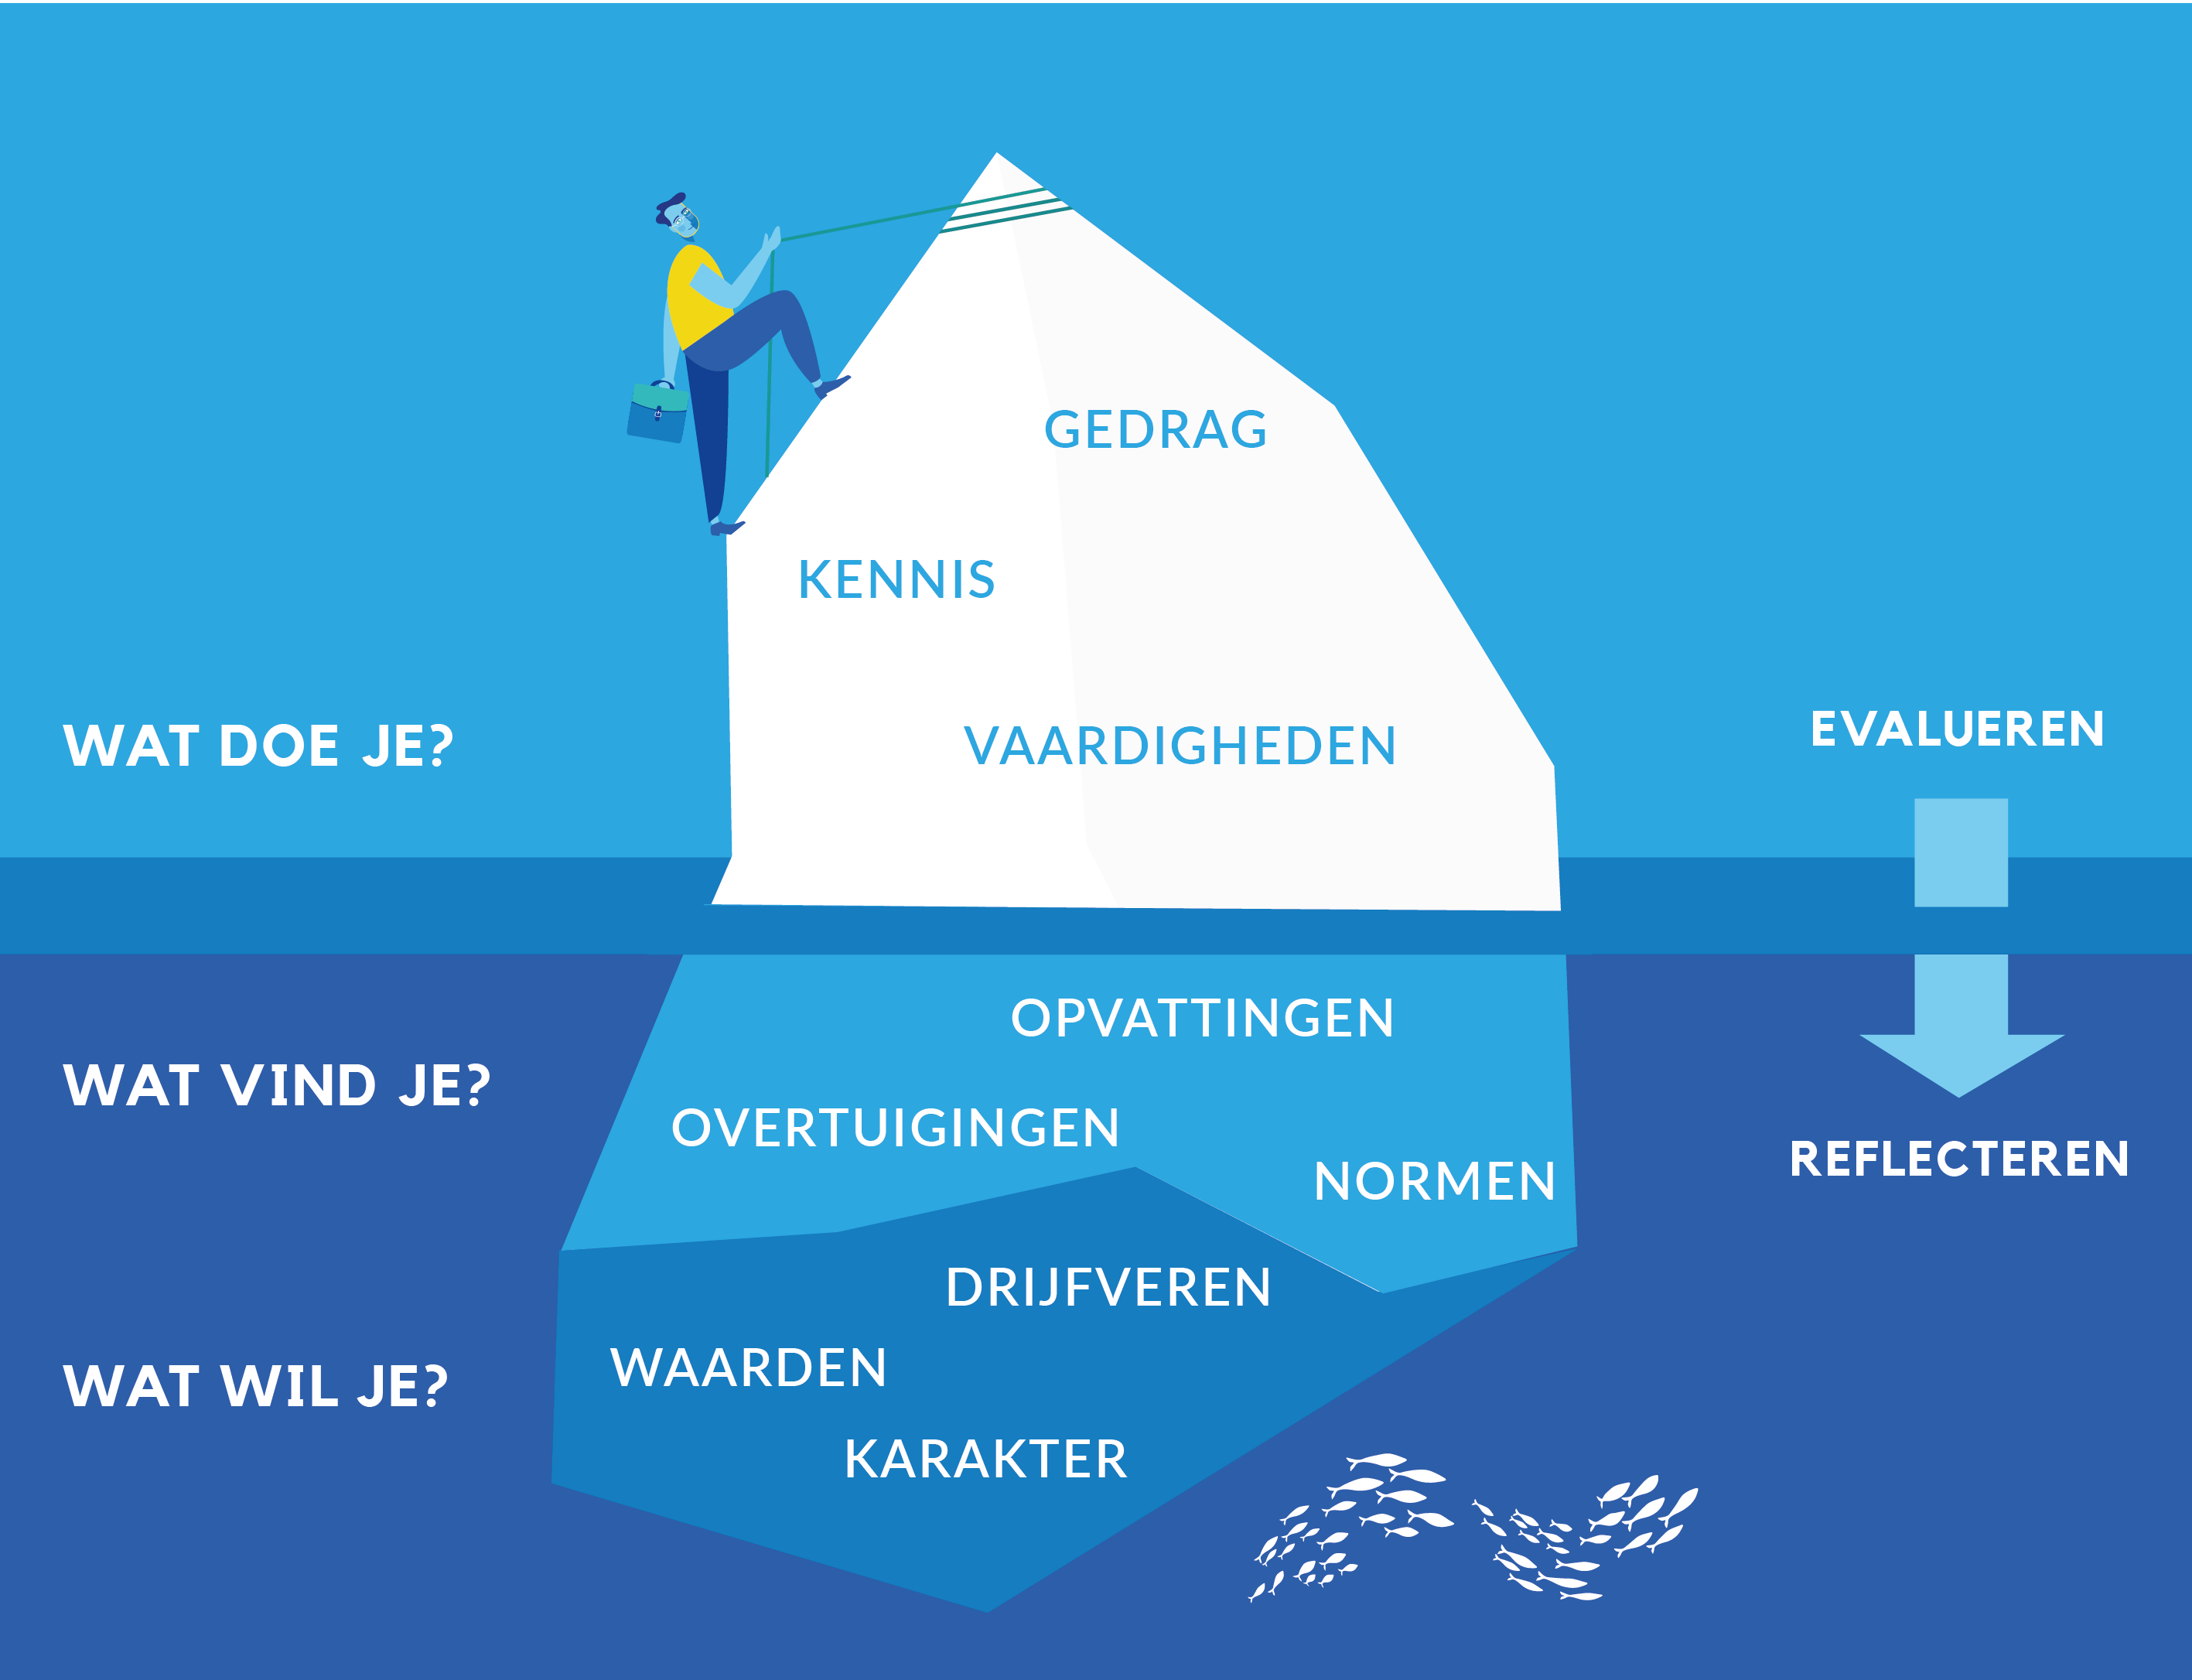 GEDRAG
KENNIS
WAT DOE JE?
VAARDIGHEDEN
EVALUEREN
OPVATTINGEN
WAT VIND JE?
OVERTUIGINGEN
NORMEN
REFLECTEREN
DRIJFVEREN
WAT WIL JE?
WAARDEN
KARAKTER